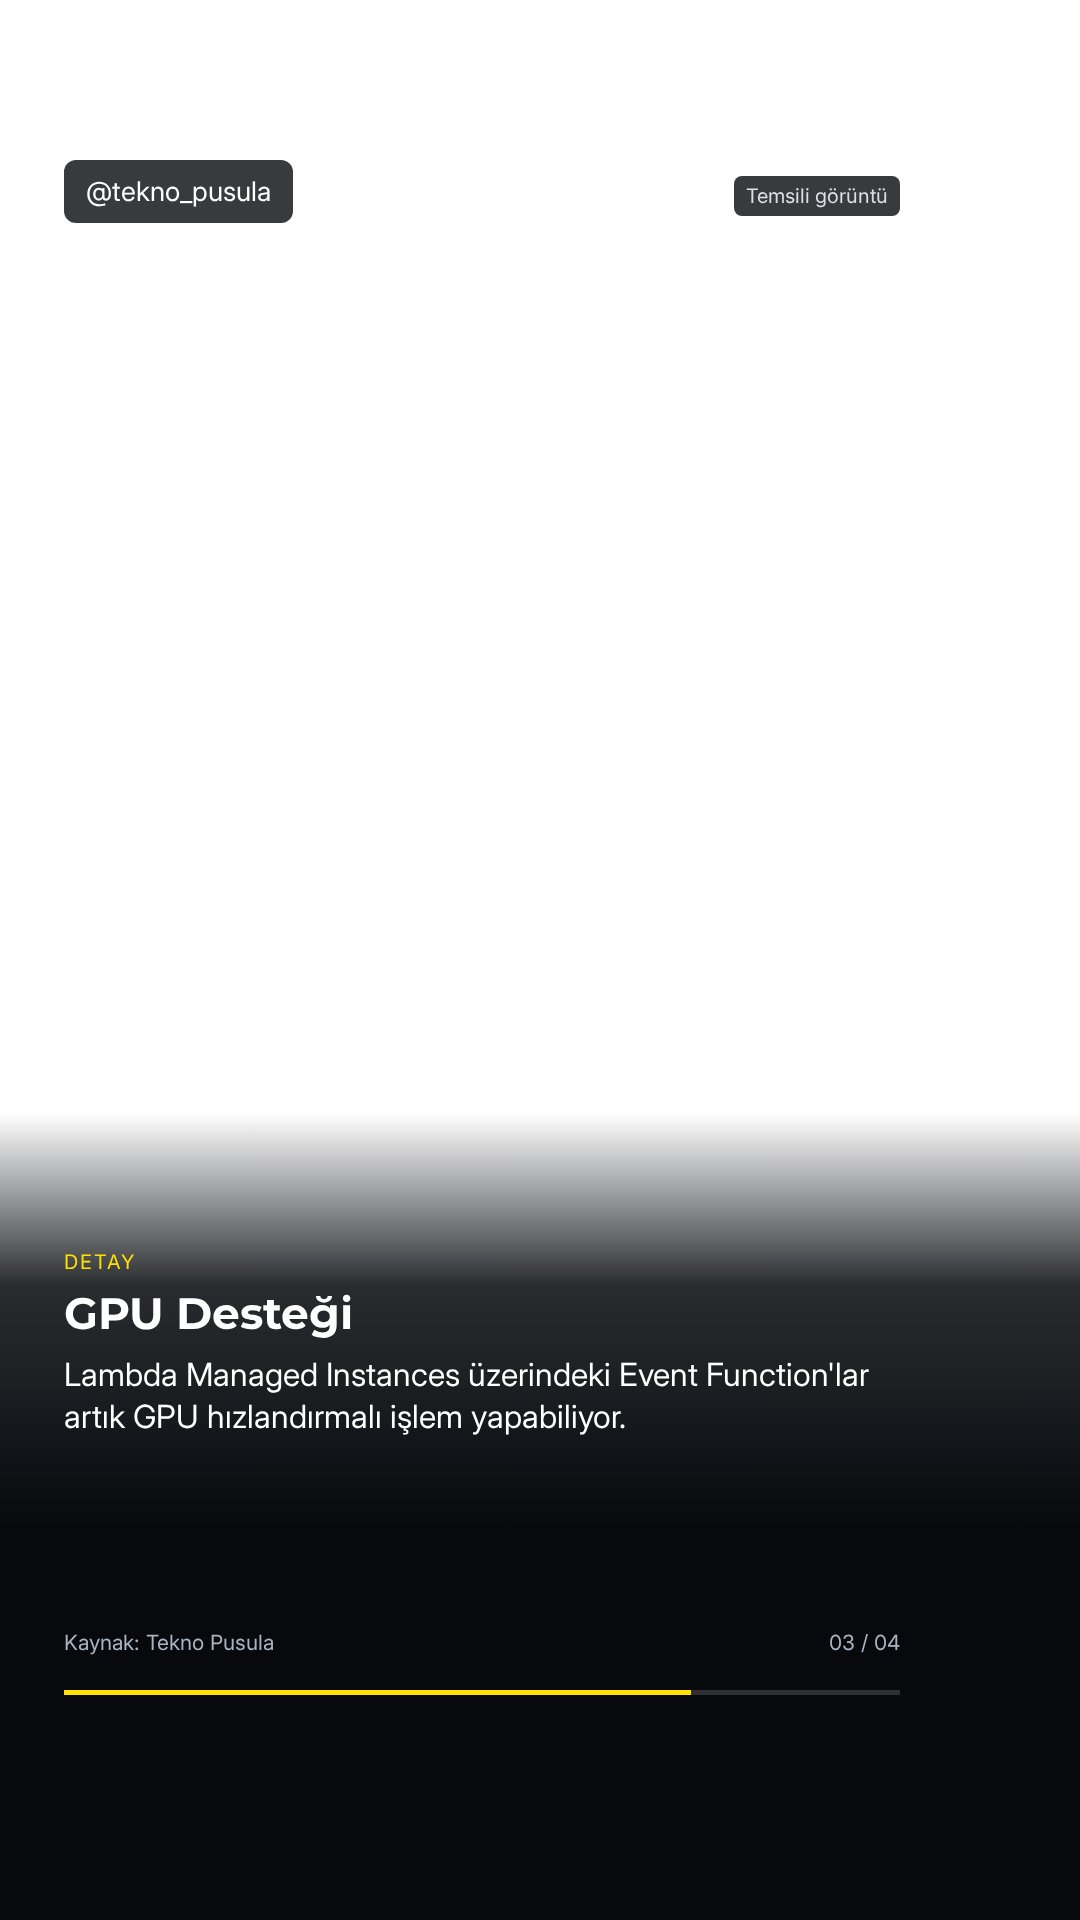 @tekno_pusula
Temsili görüntü
DETAY
GPU Desteği
Lambda Managed Instances üzerindeki Event Function'lar
artık GPU hızlandırmalı işlem yapabiliyor.
Kaynak: Tekno Pusula
03 / 04